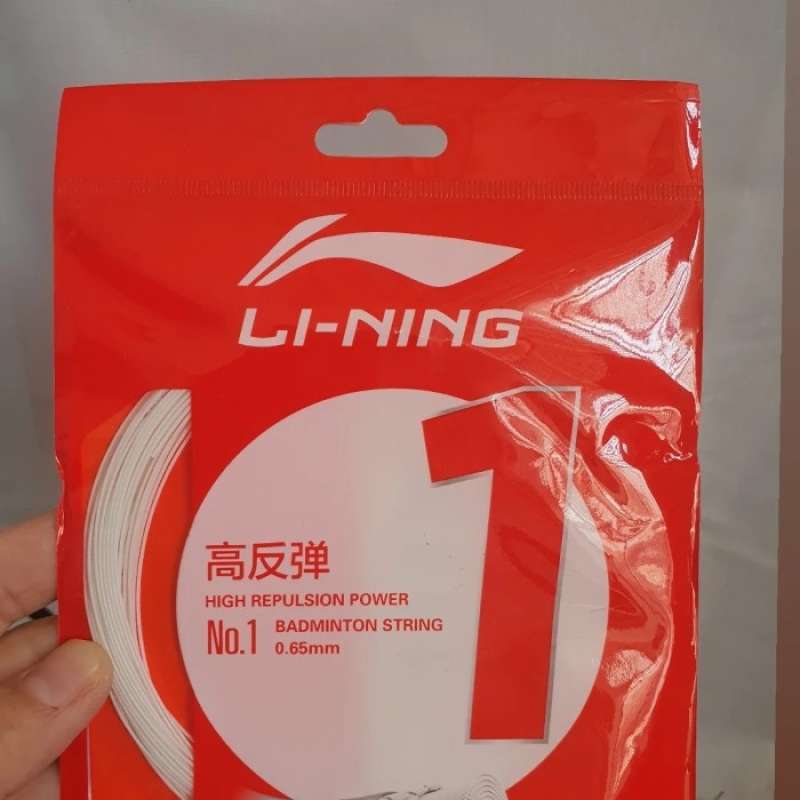 LI-NING
1
高反弹
HIGH REPULSION POWER
No.1 BADMINTON STRING
0.65mm